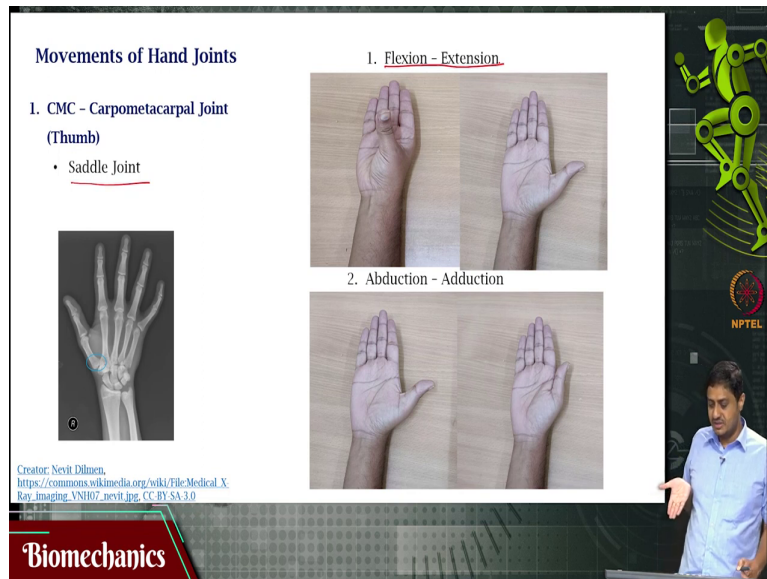 Movements of Hand Joints
1. CMC – Carpometacarpal Joint
(Thumb)
• Saddle Joint
1. Flexion – Extension
2. Abduction – Adduction
Creator: Nevit Dilmen,
https://commons.wikimedia.org/wiki/File:Medical_X-
Ray_imaging_VNH07_nevit.jpg, CC-BY-SA-3.0
R
NPTEL
Biomechanics